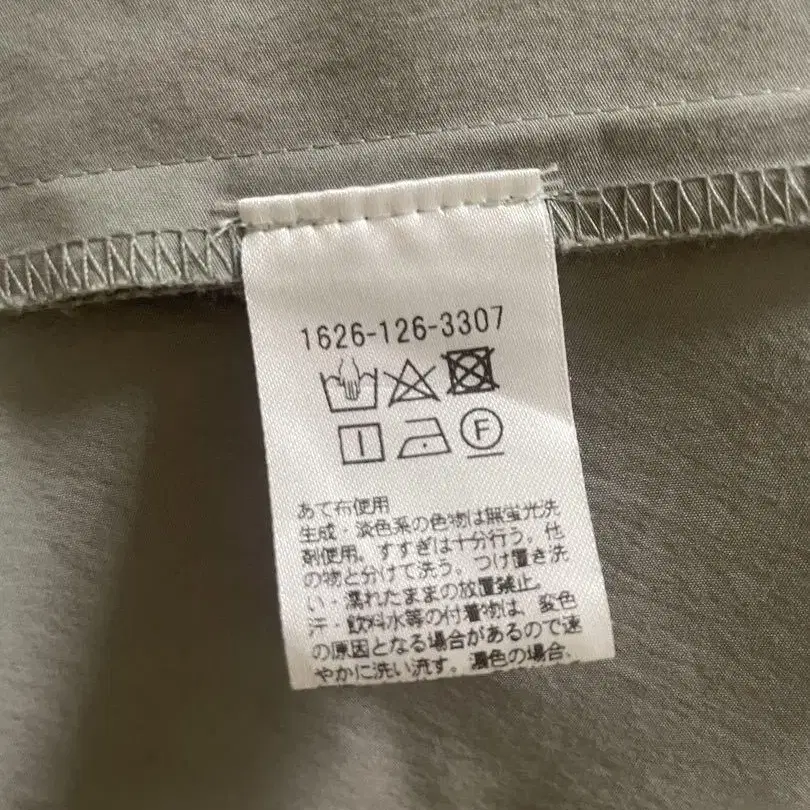 1626-126-3307
F
あて布使用
生成・淡色系の色物は無蛍光洗
剤使用。すすぎは十分行う。他
の物と分けて洗う。つけ置き洗
い・濡れたままの放置禁止。
汗・飲料水等の付着物は、変色
の原因となる場合があるので速
やかに洗い流す。濃色の場合、